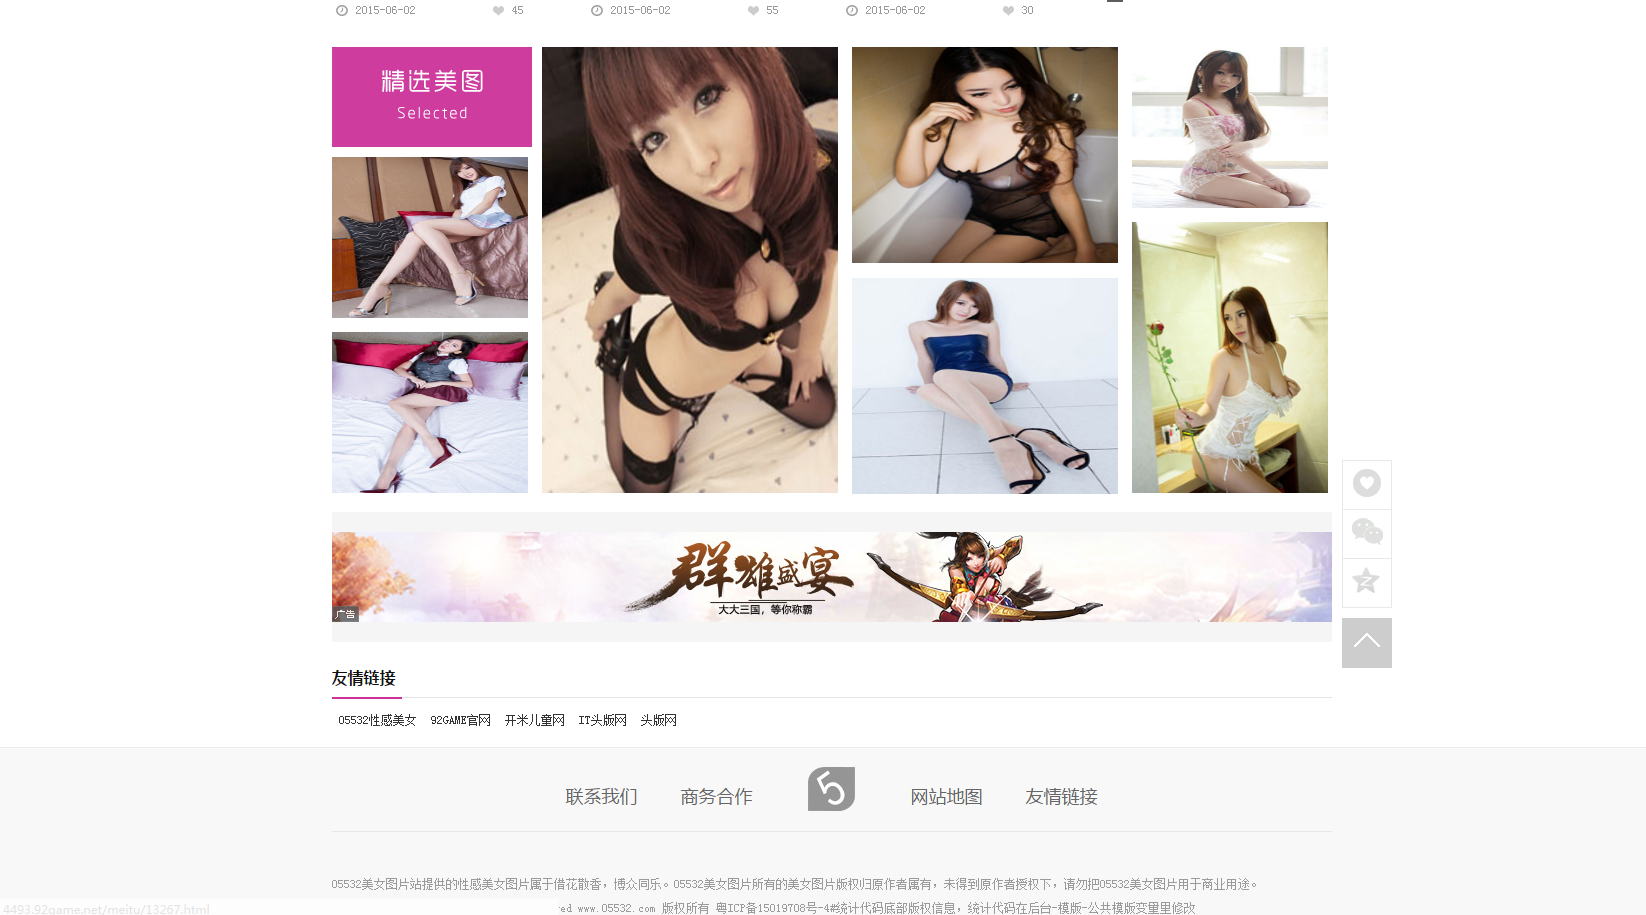 2015-06-02 45 2015-06-02 55 2015-06-02 30
精选美图
Selected
群雄盛宴
大大三国，等你称霸
广告
友情链接
05532性感美女 92GAME官网 开米儿童网 IT头版网 头版网
联系我们 商务合作 5 网站地图 友情链接
05532美女图片站提供的性感美女图片属于借花散香，博众同乐。05532美女图片所有的美女图片版权归原作者属有，未得到原作者授权下，请勿把05532美女图片用于商业用途。
www.05532.com 版权所有 粤ICP备15019708号-4#统计代码底部版权信息，统计代码在后台-模版-公共模版变量里修改
4493.92game.net/meitu/13267.html